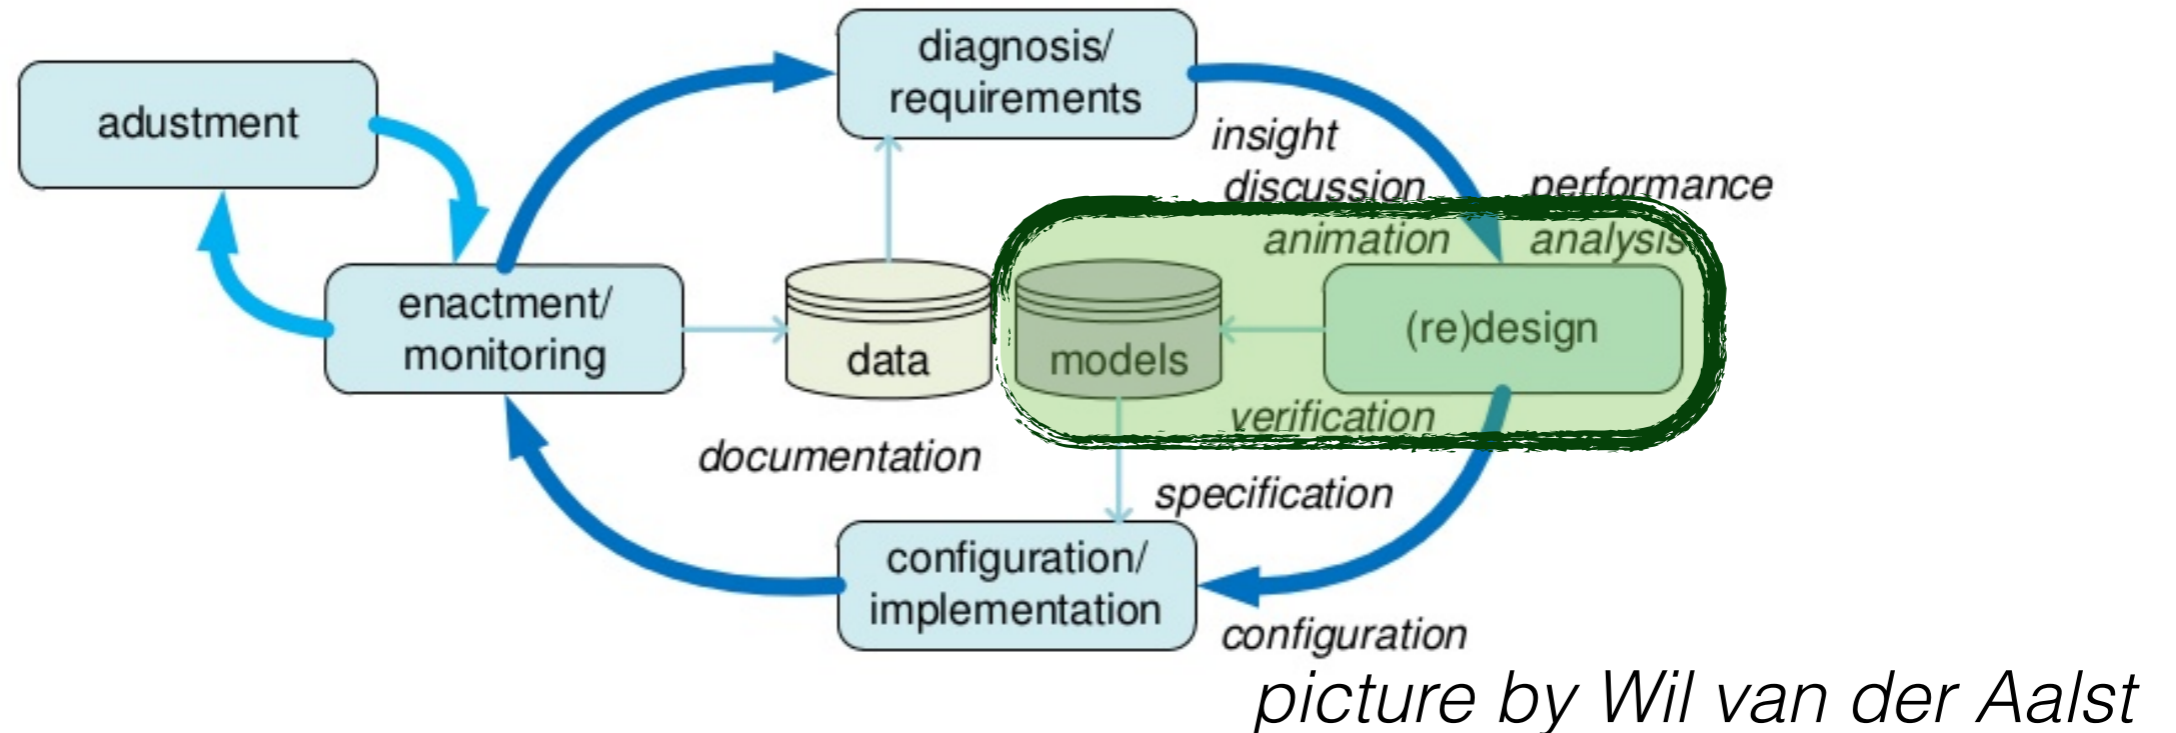 diagnosis/
requirements
adustment
insight
discussion
performance
animation
analysis
enactment/
monitoring
data
models
(re)design
verification
documentation
specification
configuration/
implementation
configuration
picture by Wil van der Aalst